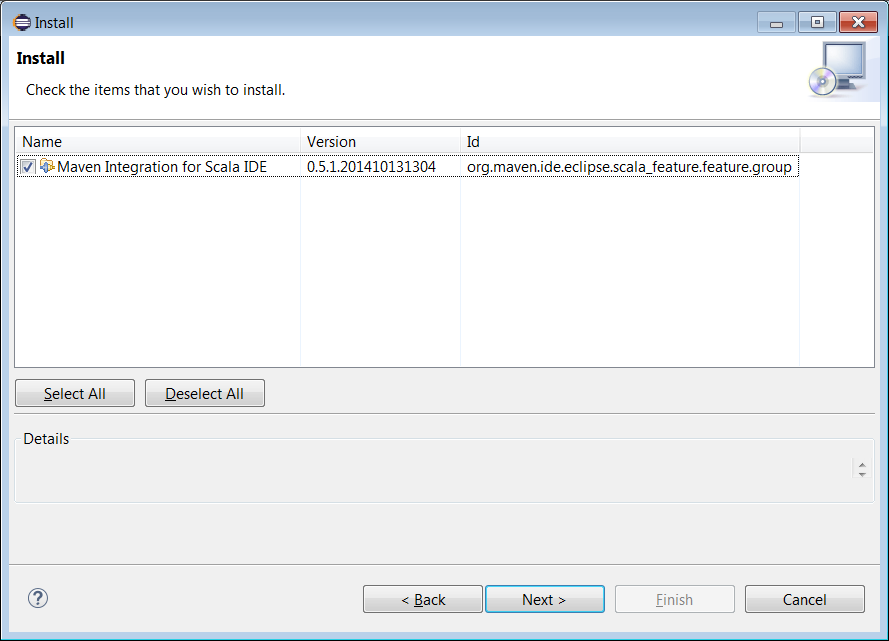 Install
Install
Check the items that you wish to install.
Name Version Id
Maven Integration for Scala IDE 0.5.1.201410131304 org.maven.ide.eclipse.scala_feature.feature.group
Select All Deselect All
Details
? < Back Next > Finish Cancel